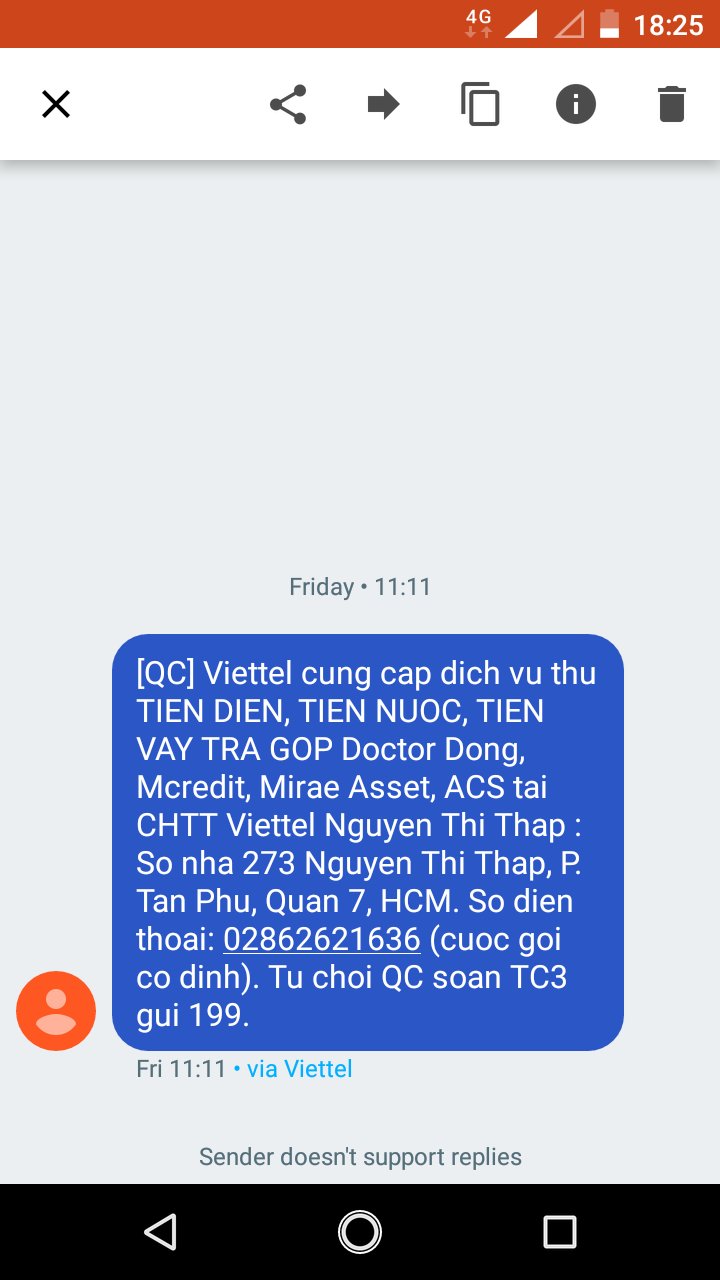 4G 18:25
Friday • 11:11
[QC] Viettel cung cap dich vu thu
TIEN DIEN, TIEN NUOC, TIEN
VAY TRA GOP Doctor Dong,
Mcredit, Mirae Asset, ACS tai
CHTT Viettel Nguyen Thi Thap :
So nha 273 Nguyen Thi Thap, P.
Tan Phu, Quan 7, HCM. So dien
thoai: 02862621636 (cuoc goi
co dinh). Tu choi QC soan TC3
gui 199.
Fri 11:11 • via Viettel
Sender doesn't support replies